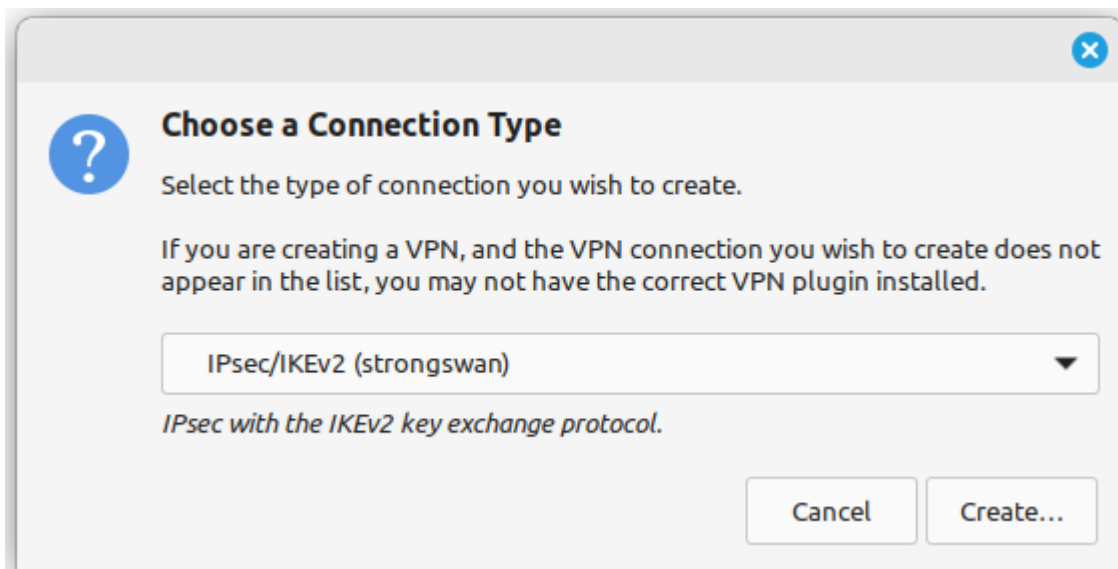 Choose a Connection Type
Select the type of connection you wish to create.
If you are creating a VPN, and the VPN connection you wish to create does not
appear in the list, you may not have the correct VPN plugin installed.
IPsec/IKEv2 (strongswan)
IPsec with the IKEv2 key exchange protocol.
Cancel
Create…